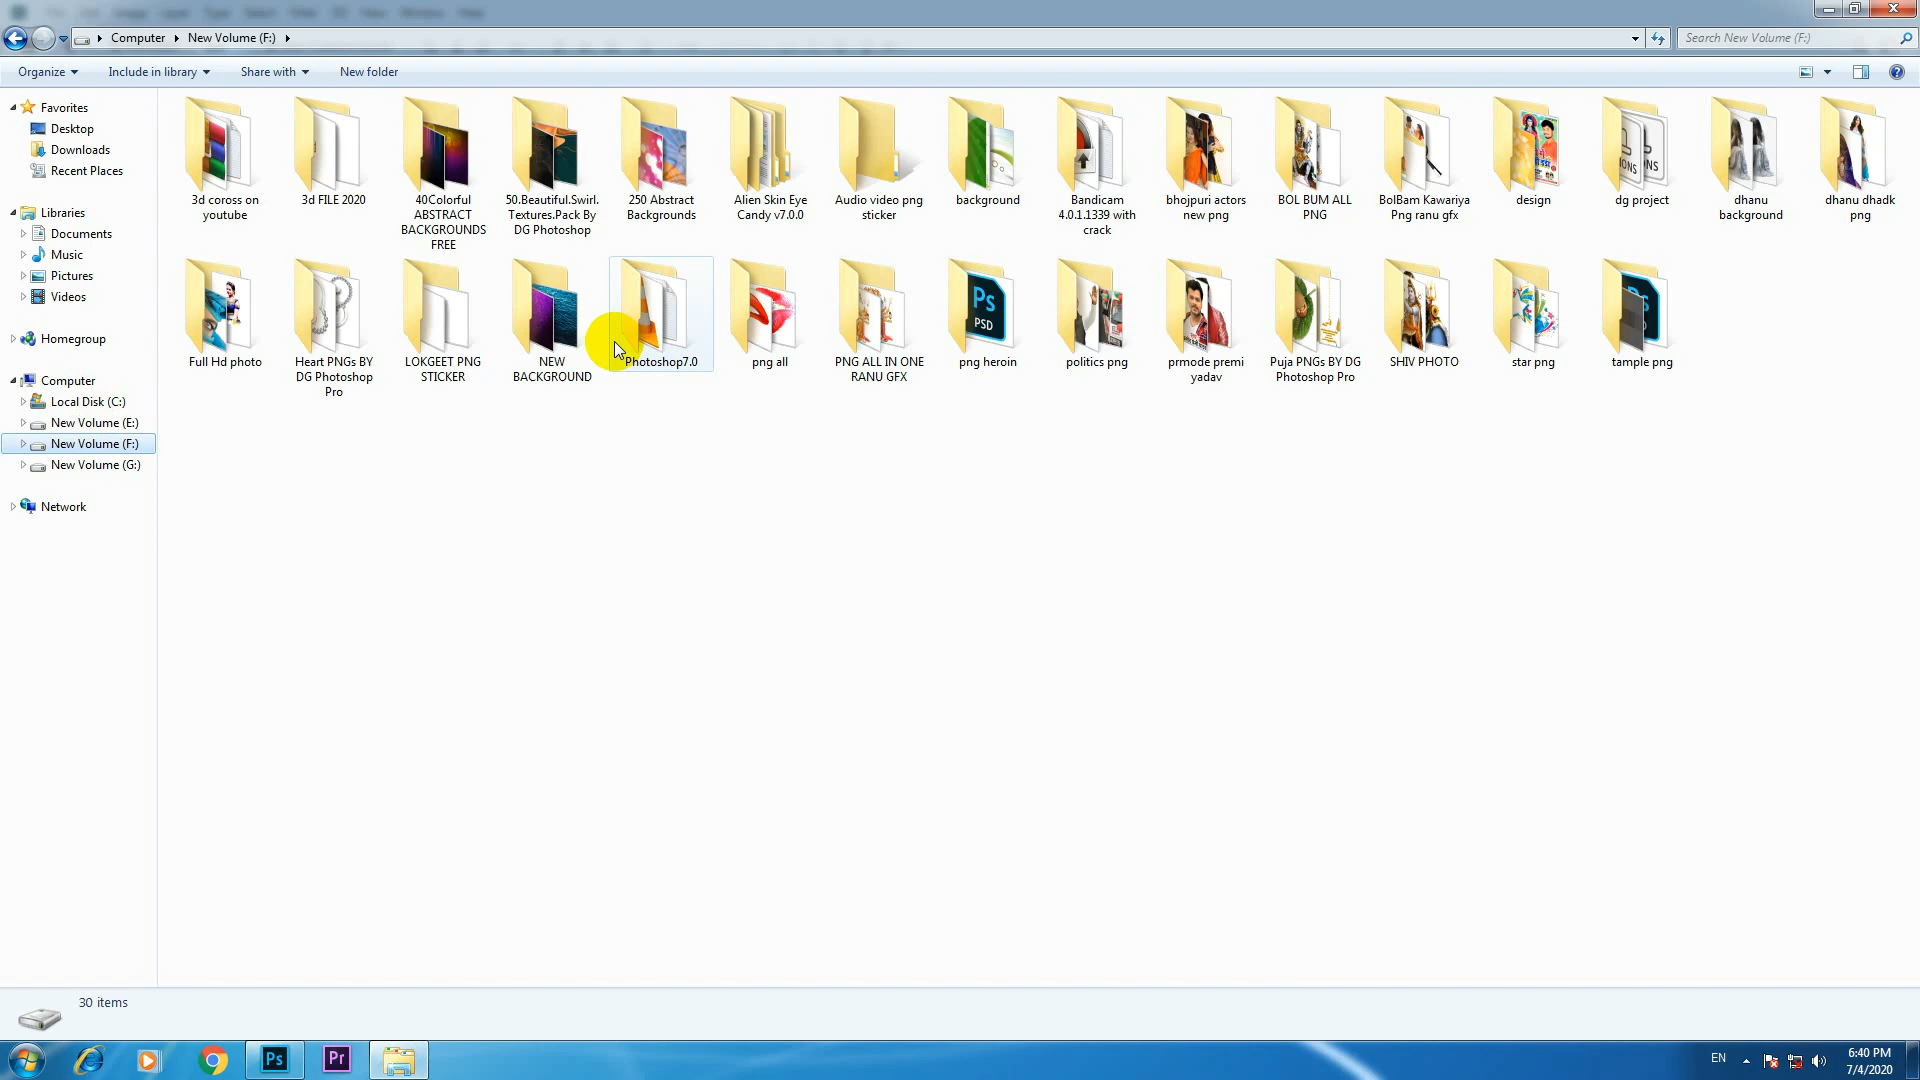 Computer
New Volume (F:)
Search New Volume (F:)
Organize
Include in library
Share with
New folder
Favorites
Desktop
Downloads
Recent Places
Libraries
Documents
Music
Pictures
Videos
Homegroup
Computer
Local Disk (C:)
New Volume (E:)
New Volume (F:)
New Volume (G:)
Network
3d coross on
youtube
3d FILE 2020
40Colorful
ABSTRACT
BACKGROUNDS
FREE
50.Beautiful.Swirl.
Textures.Pack By
DG Photoshop
250 Abstract
Backgrounds
Alien Skin Eye
Candy v7.0.0
Audio video png
sticker
background
Bandicam
4.0.1.1339 with
crack
bhojpuri actors
new png
BOL BUM ALL
PNG
BolBam Kawariya
Png ranu gfx
design
dg project
dhanu
background
dhanu dhadk
png
Full Hd photo
Heart PNGs BY
DG Photoshop
Pro
LOKGEET PNG
STICKER
NEW
BACKGROUND
Photoshop7.0
png all
PNG ALL IN ONE
RANU GFX
Ps
PSD
png heroin
politics png
prmode premi
yadav
Puja PNGs BY DG
Photoshop Pro
SHIV PHOTO
star png
tample png
30 items
Ps
Pr
EN
6:40 PM
7/4/2020